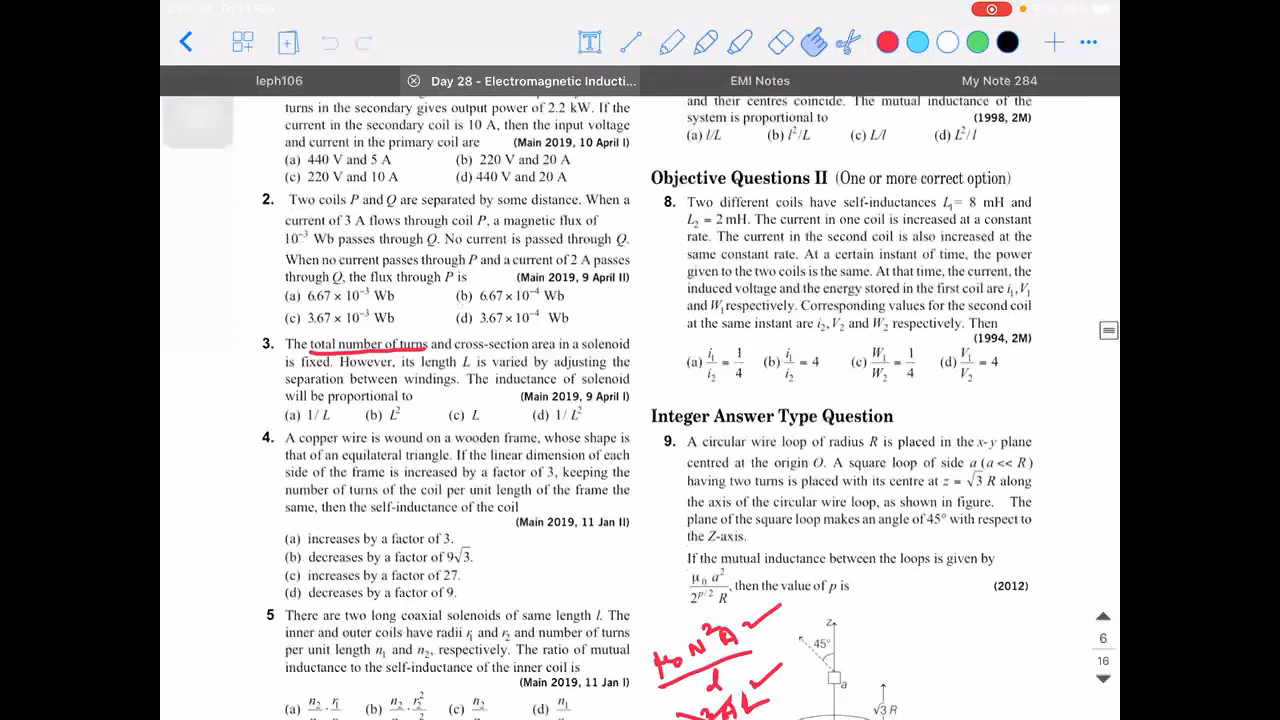 leph106
Day 28 - Electromagnetic Inducti...
EMI Notes
My Note 284
turns in the secondary gives output power of 2.2 kW. If the
current in the secondary coil is 10 A, then the input voltage
and current in the primary coil are (Main 2019, 10 April I)
(a) 440 V and 5 A (b) 220 V and 20 A
(c) 220 V and 10 A (d) 440 V and 20 A
2. Two coils P and Q are separated by some distance. When a
current of 3 A flows through coil P, a magnetic flux of
10⁻³ Wb passes through Q. No current is passed through Q.
When no current passes through P and a current of 2 A passes
through Q, the flux through P is (Main 2019, 9 April II)
(a) 6.67 × 10⁻³ Wb (b) 6.67 × 10⁻⁴ Wb
(c) 3.67 × 10⁻³ Wb (d) 3.67 × 10⁻⁴ Wb
3. The total number of turns and cross-section area in a solenoid
is fixed. However, its length L is varied by adjusting the
separation between windings. The inductance of solenoid
will be proportional to (Main 2019, 9 April I)
(a) 1/ L (b) L² (c) L (d) 1/ L²
4. A copper wire is wound on a wooden frame, whose shape is
that of an equilateral triangle. If the linear dimension of each
side of the frame is increased by a factor of 3, keeping the
number of turns of the coil per unit length of the frame the
same, then the self-inductance of the coil
(Main 2019, 11 Jan II)
(a) increases by a factor of 3.
(b) decreases by a factor of 9√3.
(c) increases by a factor of 27.
(d) decreases by a factor of 9.
5 There are two long coaxial solenoids of same length l. The
inner and outer coils have radii r₁ and r₂ and number of turns
per unit length n₁ and n₂, respectively. The ratio of mutual
inductance to the self-inductance of the inner coil is
(Main 2019, 11 Jan I)
(a) n₂ . r₁ (b) n₂ . r₂² (c) n₂ (d) n₁
and their centres coincide. The mutual inductance of the
system is proportional to (1998, 2M)
(a) l/L (b) l²/L (c) L/l (d) L²/l
Objective Questions II (One or more correct option)
8. Two different coils have self-inductances L₁= 8 mH and
L₂ = 2 mH. The current in one coil is increased at a constant
rate. The current in the second coil is also increased at the
same constant rate. At a certain instant of time, the power
given to the two coils is the same. At that time, the current, the
induced voltage and the energy stored in the first coil are i₁, V₁
and W₁ respectively. Corresponding values for the second coil
at the same instant are i₂, V₂ and W₂ respectively. Then
(1994, 2M)
(a) i₁/i₂ = 1/4 (b) i₁/i₂ = 4 (c) W₁/W₂ = 1/4 (d) V₁/V₂ = 4
Integer Answer Type Question
9. A circular wire loop of radius R is placed in the x-y plane
centred at the origin O. A square loop of side a (a << R)
having two turns is placed with its centre at z = √3 R along
the axis of the circular wire loop, as shown in figure. The
plane of the square loop makes an angle of 45° with respect to
the Z-axis.
If the mutual inductance between the loops is given by
μ₀ a²/2^(p/2) R, then the value of p is (2012)
μ₀N²A
l
z
45°
a
√3 R
6
16